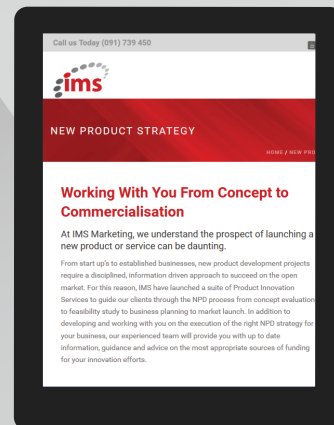 Call us Today (091) 739 450
ims
NEW PRODUCT STRATEGY
HOME / NEW PRO
Working With You From Concept to
Commercialisation
At IMS Marketing, we understand the prospect of launching a
new product or service can be daunting.
From start up's to established businesses, new product development projects
require a disciplined, information driven approach to succeed on the open
market. For this reason, IMS have launched a suite of Product Innovation
Services to guide our clients through the NPD process from concept evaluation
to feasibility study to business planning to market launch. In addition to
developing and working with you on the execution of the right NPD strategy for
your business, our experienced team will provide you with up to date
information, guidance and advice on the most appropriate sources of funding
for your innovation efforts.